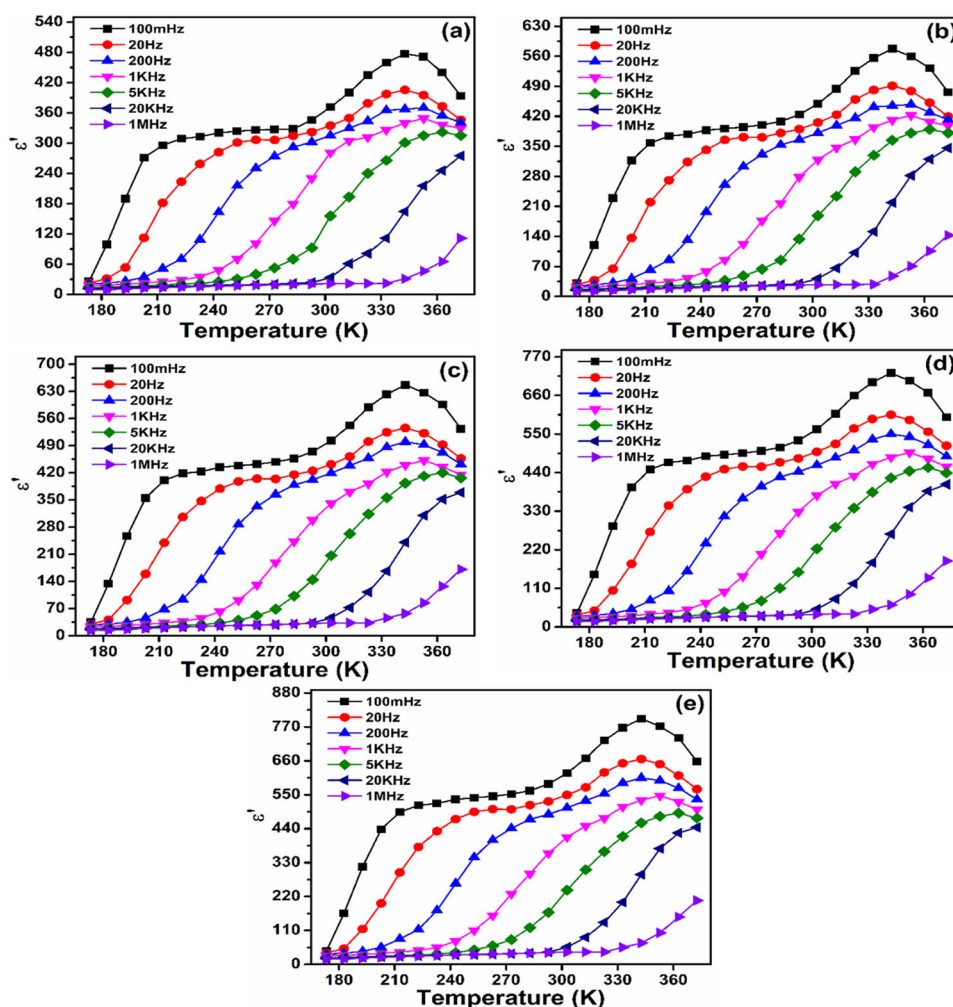 540
480
420
360
300
240
180
120
60
0
ε'
100mHz
20Hz
200Hz
1KHz
5KHz
20KHz
1MHz
(a)
180 210 240 270 300 330 360
Temperature (K)
630
560
490
420
350
280
210
140
70
0
ε'
100mHz
20Hz
200Hz
1KHz
5KHz
20KHz
1MHz
(b)
180 210 240 270 300 330 360
Temperature (K)
700
630
560
490
420
350
280
210
140
70
0
ε'
100mHz
20Hz
200Hz
1KHz
5KHz
20KHz
1MHz
(c)
180 210 240 270 300 330 360
Temperature (K)
770
660
550
440
330
220
110
0
ε'
100mHz
20Hz
200Hz
1KHz
5KHz
20KHz
1MHz
(d)
180 210 240 270 300 330 360
Temperature (K)
880
770
660
550
440
330
220
110
0
ε'
100mHz
20Hz
200Hz
1KHz
5KHz
20KHz
1MHz
(e)
180 210 240 270 300 330 360
Temperature (K)